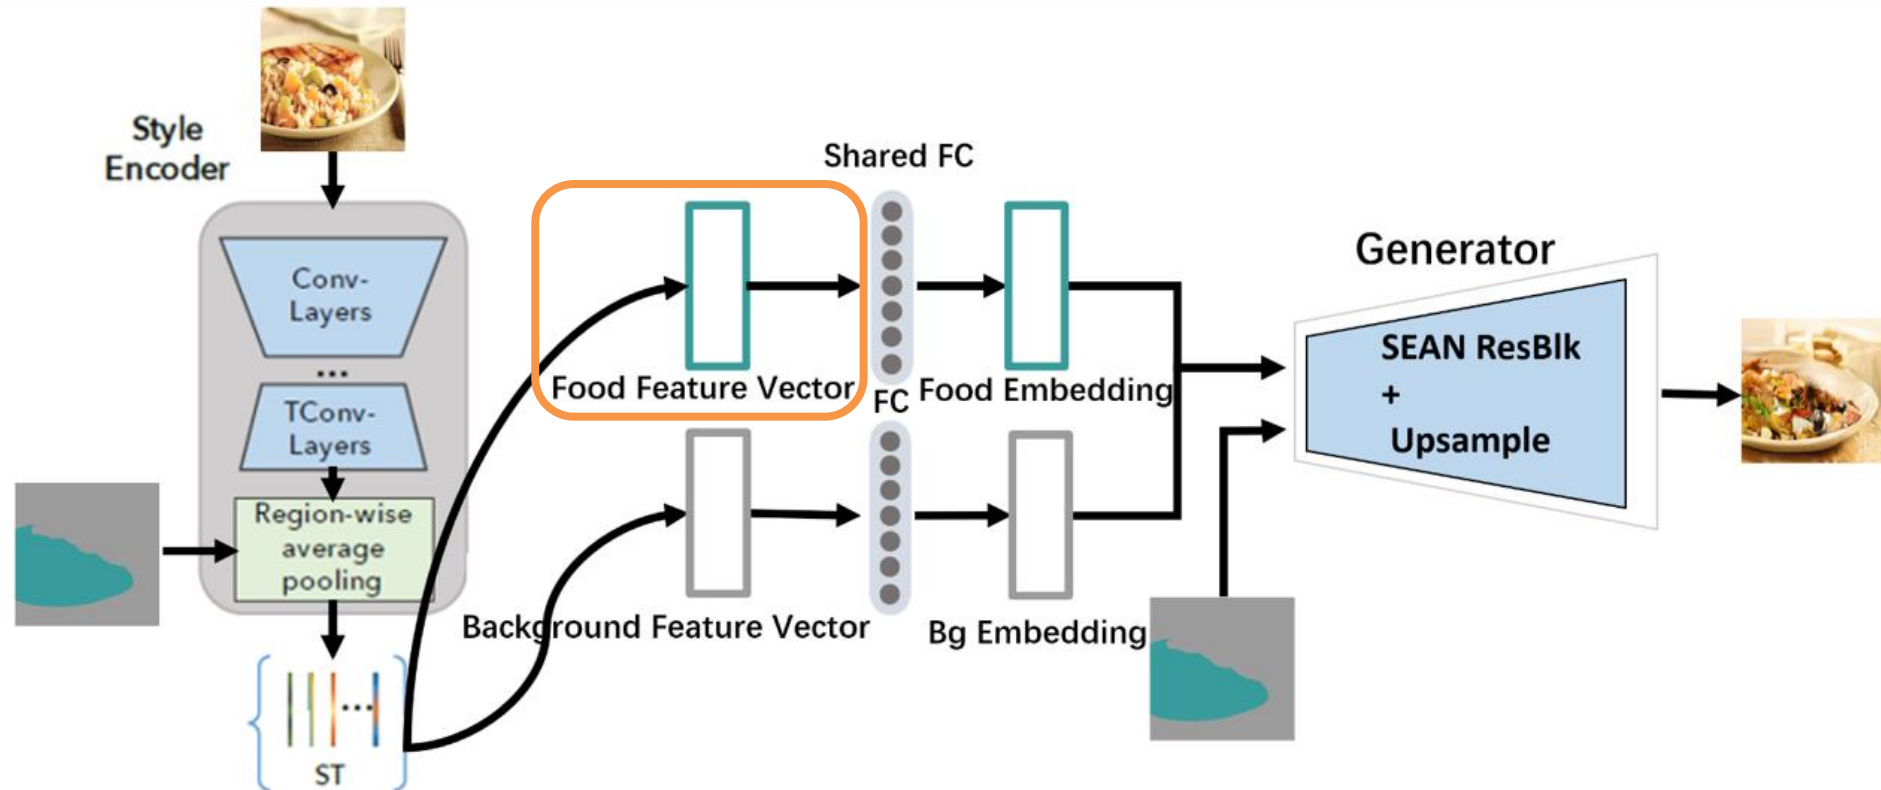 Style
Encoder
Conv-
Layers
...
TConv-
Layers
Region-wise
average
pooling
...
ST
Shared FC
Food Feature Vector
FC
Food Embedding
Background Feature Vector
Bg Embedding
Generator
SEAN ResBlk
+
Upsample